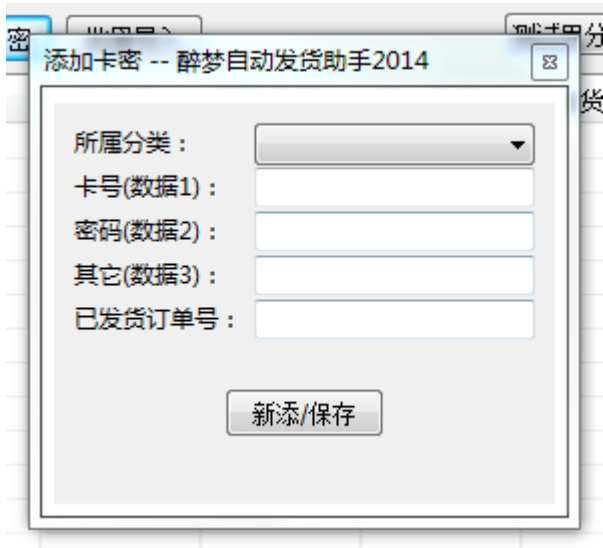 密
添加卡密 -- 醉梦自动发货助手2014
货
所属分类：
卡号(数据1)：
密码(数据2)：
其它(数据3)：
已发货订单号：
新添/保存